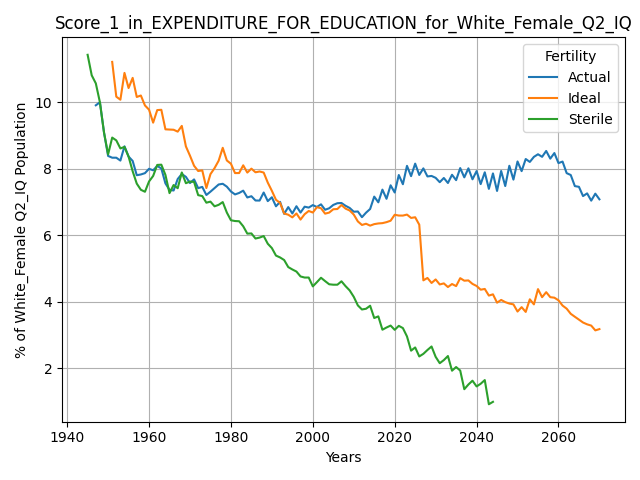 Score_1_in_EXPENDITURE_FOR_EDUCATION_for_White_Female_Q2_IQ
Fertility
Actual
Ideal
Sterile
% of White_Female Q2_IQ Population
10
8
6
4
2
1940 1960 1980 2000 2020 2040 2060
Years